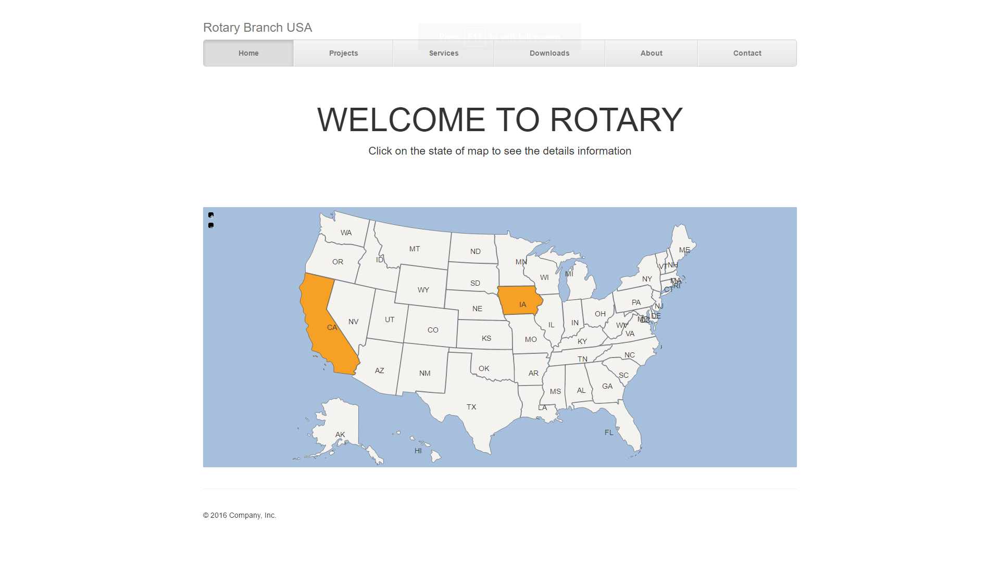 Rotary Branch USA
Press F11 to exit full screen
Home Projects Services Downloads About Contact
WELCOME TO ROTARY
Click on the state of map to see the details information
+
−
WA
MT
ND
ME
OR
ID
MN
VT
NH
WI
MI
NY
SD
MA
RI
WY
CT
PA
IA
NJ
NE
OH
DE
UT
NV
IN
MD
DC
CA
CO
IL
WV
VA
KS
MO
KY
NC
TN
AZ
NM
OK
AR
SC
GA
MS
AL
TX
LA
FL
AK
HI
© 2016 Company, Inc.